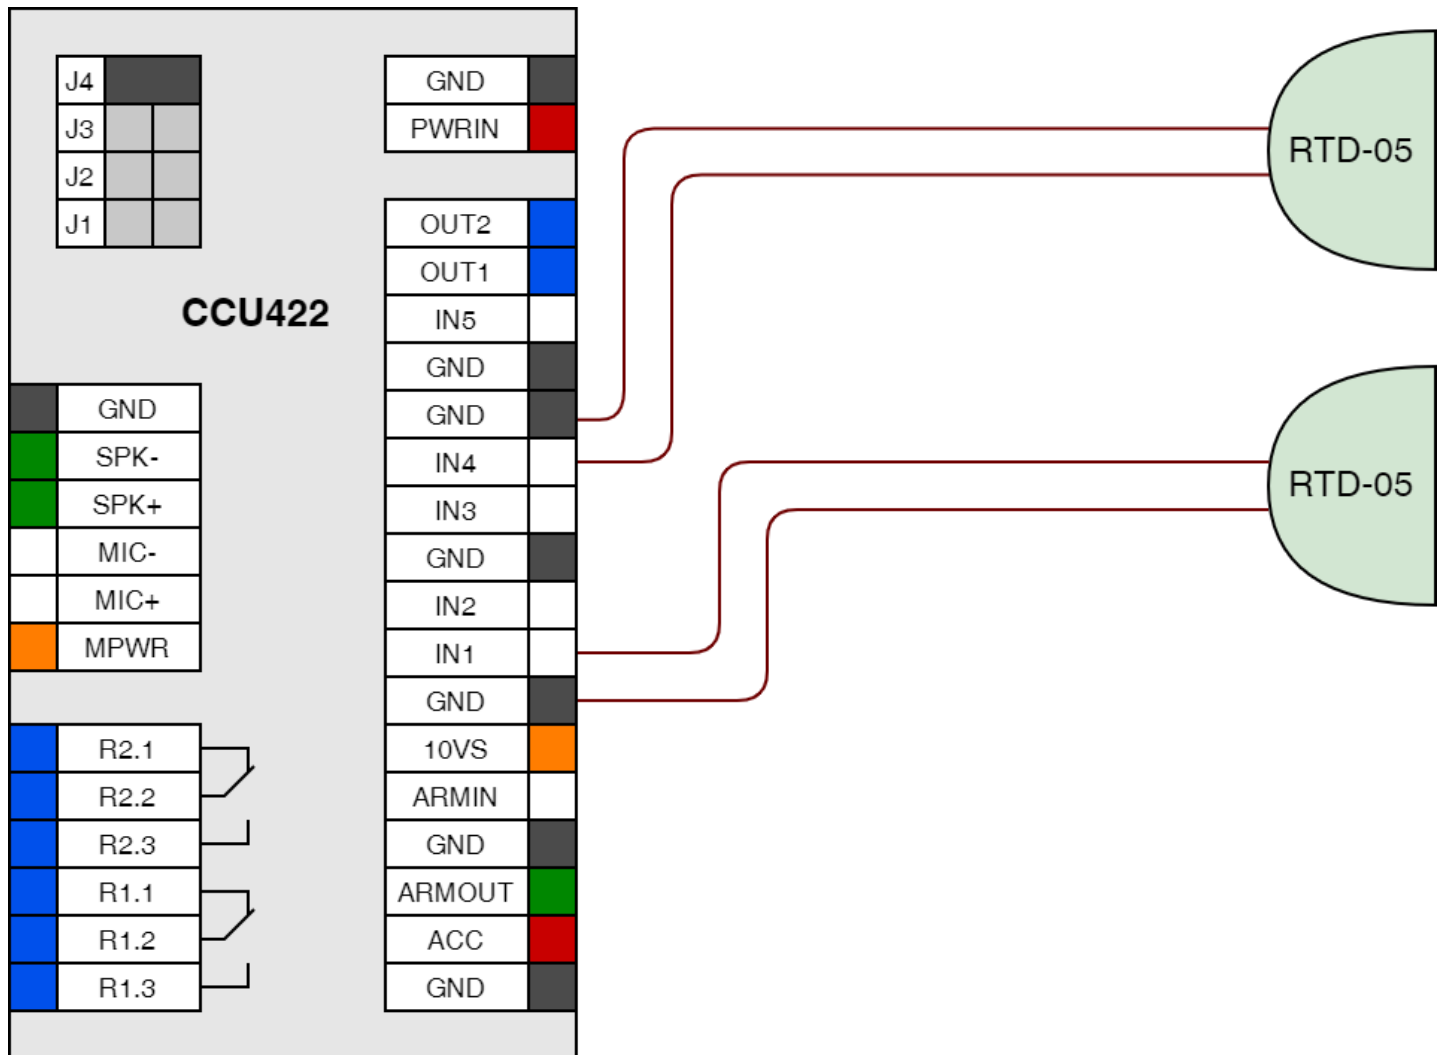 J4
J3
J2
J1
CCU422
GND
SPK-
SPK+
MIC-
MIC+
MPWR
R2.1
R2.2
R2.3
R1.1
R1.2
R1.3
GND
PWRIN
OUT2
OUT1
IN5
GND
GND
IN4
IN3
GND
IN2
IN1
GND
10VS
ARMIN
GND
ARMOUT
ACC
GND
RTD-05
RTD-05